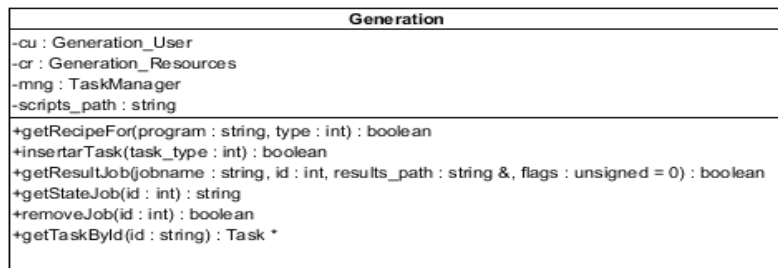 Generation
-cu : Generation_User
-cr : Generation_Resources
-mng : TaskManager
-scripts_path : string
+getRecipeFor(program : string, type : int) : boolean
+insertarTask(task_type : int) : boolean
+getResultJob(jobname : string, id : int, results_path : string &, flags : unsigned = 0) : boolean
+getStateJob(id : int) : string
+removeJob(id : int) : boolean
+getTaskById(id : string) : Task *